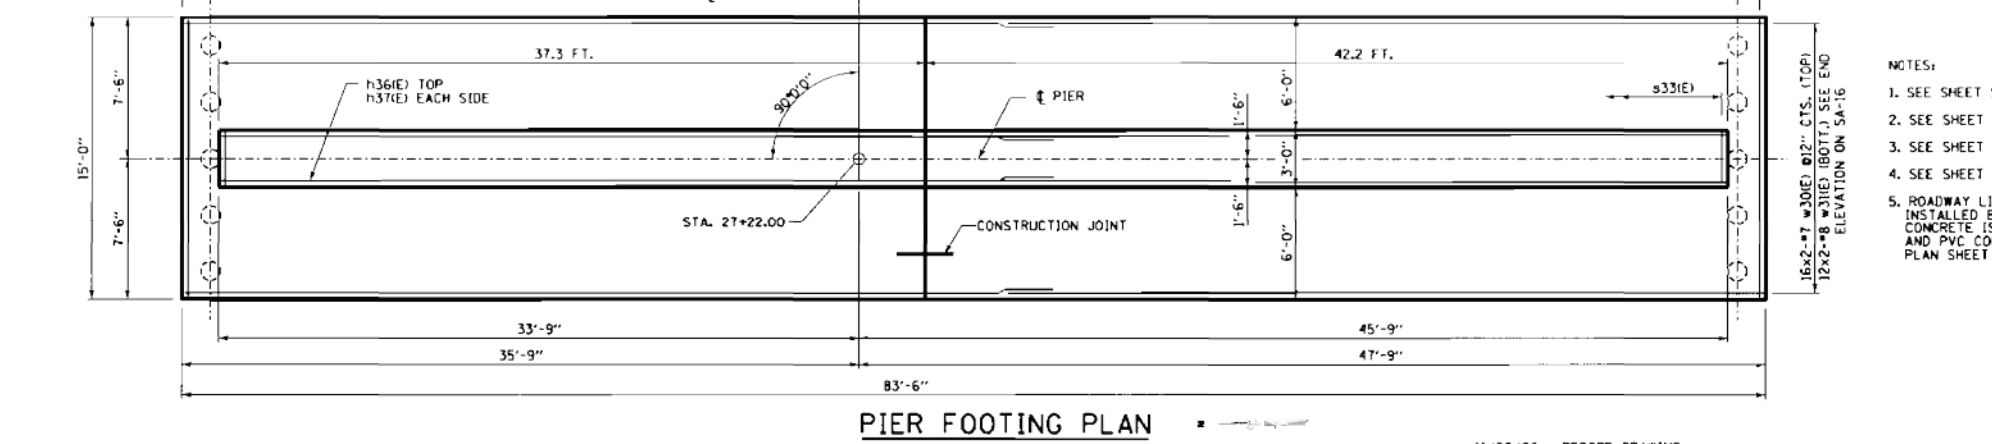 37.3 FT.
42.2 FT.
h36(E) TOP
h37(E) EACH SIDE
90°0'0"
℄ PIER
s33(E)
7'-6"
7'-6"
15'-0"
1'-6"
1'-6"
6'-0"
3'-0"
6'-0"
STA. 27+22.00
CONSTRUCTION JOINT
16x2-#7 w30(E) @12" CTS. (TOP)
12x2-#8 w31(E) (BOTT.) SEE END
ELEVATION ON SA-16
NOTES:
1. SEE SHEET
2. SEE SHEET
3. SEE SHEET
4. SEE SHEET
5. ROADWAY LI
INSTALLED
CONCRETE
AND PVC CO
PLAN SHEET
33'-9"
45'-9"
35'-9"
47'-9"
83'-6"
PIER FOOTING PLAN